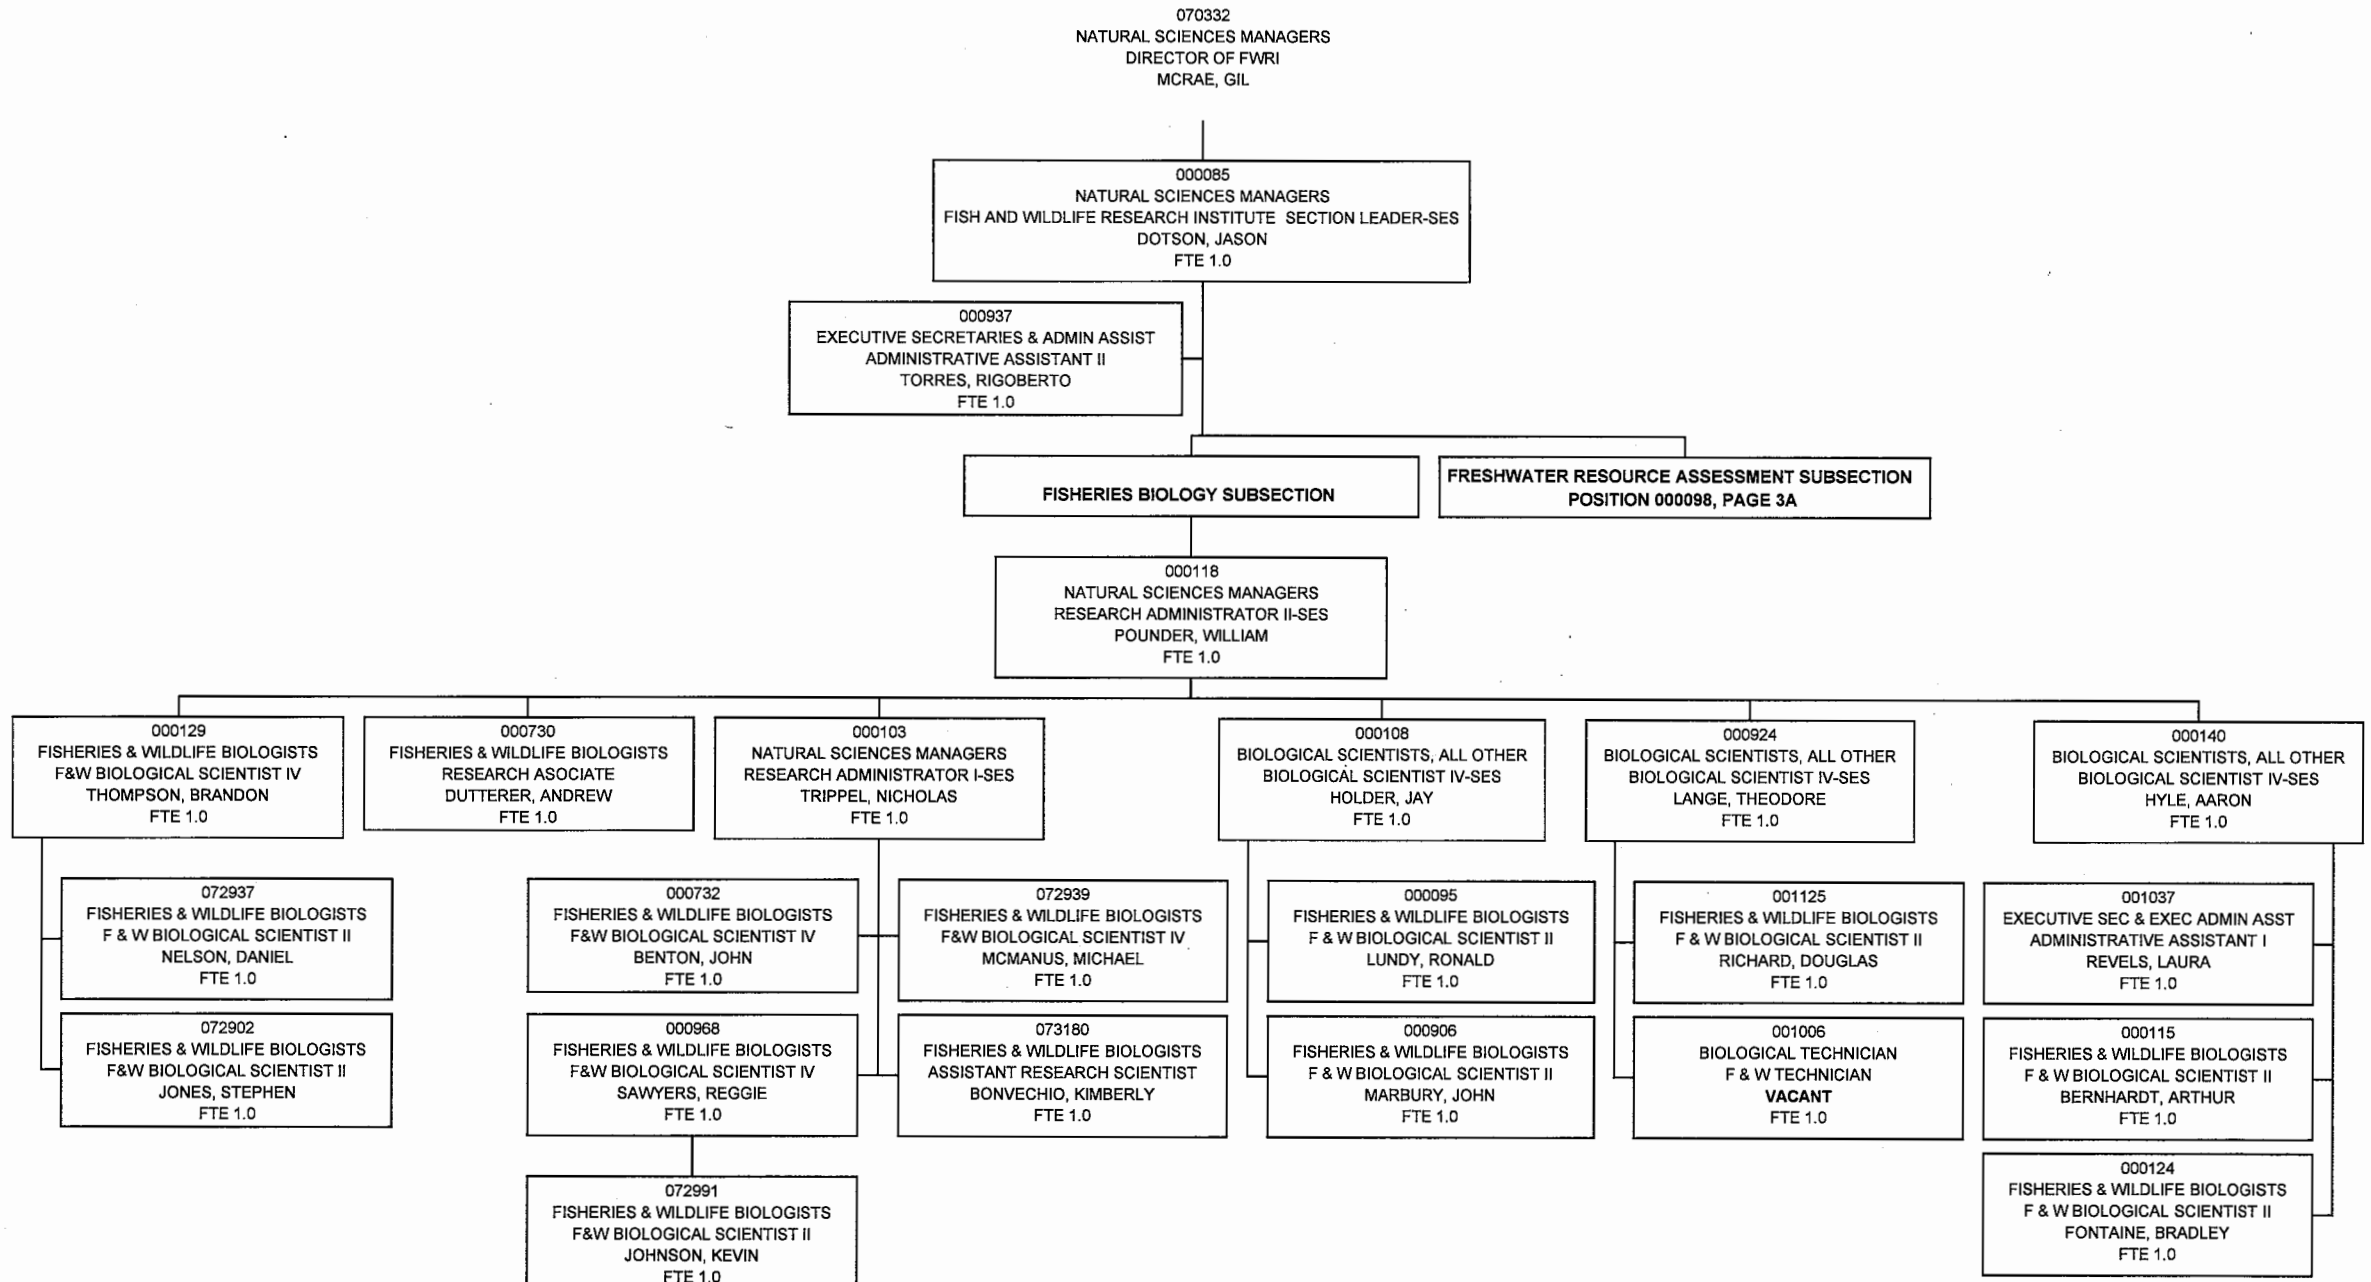 070332
NATURAL SCIENCES MANAGERS
DIRECTOR OF FWRI
MCRAE, GIL
000085
NATURAL SCIENCES MANAGERS
FISH AND WILDLIFE RESEARCH INSTITUTE SECTION LEADER-SES
DOTSON, JASON
FTE 1.0
000937
EXECUTIVE SECRETARIES & ADMIN ASSIST
ADMINISTRATIVE ASSISTANT II
TORRES, RIGOBERTO
FTE 1.0
FISHERIES BIOLOGY SUBSECTION
FRESHWATER RESOURCE ASSESSMENT SUBSECTION
POSITION 000098, PAGE 3A
000118
NATURAL SCIENCES MANAGERS
RESEARCH ADMINISTRATOR II-SES
POUNDER, WILLIAM
FTE 1.0
000129
FISHERIES & WILDLIFE BIOLOGISTS
F&W BIOLOGICAL SCIENTIST IV
THOMPSON, BRANDON
FTE 1.0
000730
FISHERIES & WILDLIFE BIOLOGISTS
RESEARCH ASOCIATE
DUTTERER, ANDREW
FTE 1.0
000103
NATURAL SCIENCES MANAGERS
RESEARCH ADMINISTRATOR I-SES
TRIPPEL, NICHOLAS
FTE 1.0
000108
BIOLOGICAL SCIENTISTS, ALL OTHER
BIOLOGICAL SCIENTIST IV-SES
HOLDER, JAY
FTE 1.0
000924
BIOLOGICAL SCIENTISTS, ALL OTHER
BIOLOGICAL SCIENTIST IV-SES
LANGE, THEODORE
FTE 1.0
000140
BIOLOGICAL SCIENTISTS, ALL OTHER
BIOLOGICAL SCIENTIST IV-SES
HYLE, AARON
FTE 1.0
072937
FISHERIES & WILDLIFE BIOLOGISTS
F & W BIOLOGICAL SCIENTIST II
NELSON, DANIEL
FTE 1.0
000732
FISHERIES & WILDLIFE BIOLOGISTS
F&W BIOLOGICAL SCIENTIST IV
BENTON, JOHN
FTE 1.0
072939
FISHERIES & WILDLIFE BIOLOGISTS
F&W BIOLOGICAL SCIENTIST IV
MCMANUS, MICHAEL
FTE 1.0
000095
FISHERIES & WILDLIFE BIOLOGISTS
F & W BIOLOGICAL SCIENTIST II
LUNDY, RONALD
FTE 1.0
001125
FISHERIES & WILDLIFE BIOLOGISTS
F & W BIOLOGICAL SCIENTIST II
RICHARD, DOUGLAS
FTE 1.0
001037
EXECUTIVE SEC & EXEC ADMIN ASST
ADMINISTRATIVE ASSISTANT I
REVELS, LAURA
FTE 1.0
072902
FISHERIES & WILDLIFE BIOLOGISTS
F&W BIOLOGICAL SCIENTIST II
JONES, STEPHEN
FTE 1.0
000968
FISHERIES & WILDLIFE BIOLOGISTS
F&W BIOLOGICAL SCIENTIST IV
SAWYERS, REGGIE
FTE 1.0
073180
FISHERIES & WILDLIFE BIOLOGISTS
ASSISTANT RESEARCH SCIENTIST
BONVECHIO, KIMBERLY
FTE 1.0
000906
FISHERIES & WILDLIFE BIOLOGISTS
F & W BIOLOGICAL SCIENTIST II
MARBURY, JOHN
FTE 1.0
001006
BIOLOGICAL TECHNICIAN
F & W TECHNICIAN
VACANT
FTE 1.0
000115
FISHERIES & WILDLIFE BIOLOGISTS
F & W BIOLOGICAL SCIENTIST II
BERNHARDT, ARTHUR
FTE 1.0
072991
FISHERIES & WILDLIFE BIOLOGISTS
F&W BIOLOGICAL SCIENTIST II
JOHNSON, KEVIN
FTE 1.0
000124
FISHERIES & WILDLIFE BIOLOGISTS
F & W BIOLOGICAL SCIENTIST II
FONTAINE, BRADLEY
FTE 1.0